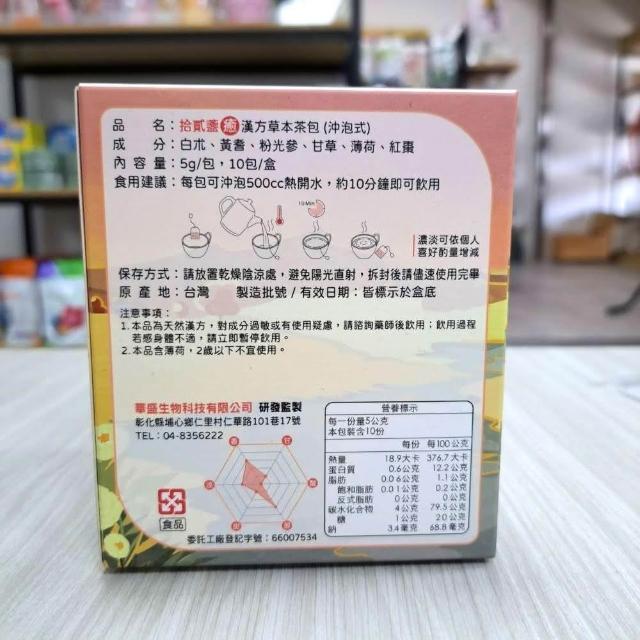 品 名：拾貳盞癒漢方草本茶包(沖泡式)
成 分：白朮、黃耆、粉光參、甘草、薄荷、紅棗
內容量：5g/包，10包/盒
食用建議：每包可沖泡500cc熱開水，約10分鐘即可飲用
10Min
濃淡可依個人
喜好酌量增減
保存方式：請放置乾燥陰涼處，避免陽光直射，拆封後請儘速使用完畢
原 產 地：台灣 製造批號/有效日期：皆標示於盒底
注意事項：
1.本品為天然漢方，對成分過敏或有使用疑慮，請諮詢藥師後飲用；飲用過程
若感身體不適，請立即暫停飲用。
2.本品含薄荷，2歲以下不宜使用。
華盛生物科技有限公司 研發監製
彰化縣埔心鄉仁里村仁華路101巷17號
TEL：04-8356222
香 甘
食品
委託工廠登記字號：66007534
營養標示
每一份量5公克
本包裝含10份
每份 每100公克
熱量 18.9大卡 376.7大卡
蛋白質 0.6公克 12.2公克
脂肪 0.06公克 1.1公克
飽和脂肪 0.01公克 0.2公克
反式脂肪 0公克 0公克
碳水化合物 4公克 79.5公克
糖 1公克 20公克
鈉 3.4毫克 68.8毫克